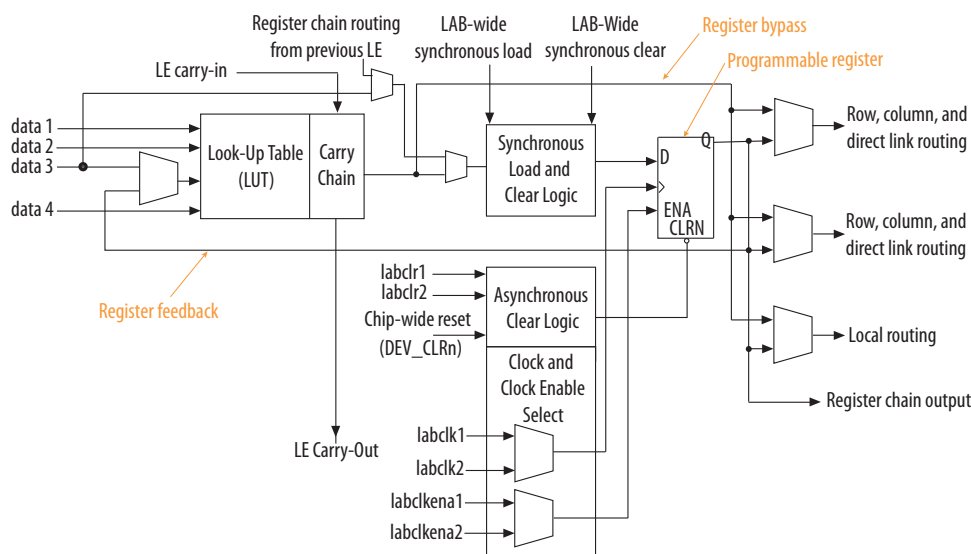 Register chain routing
from previous LE
LAB-wide
synchronous load
LAB-Wide
synchronous clear
Register bypass
Programmable register
LE carry-in
data 1
data 2
data 3
data 4
Look-Up Table
(LUT)
Carry
Chain
Synchronous
Load and
Clear Logic
D
Q
ENA
CLRN
Row, column, and
direct link routing
Row, column, and
direct link routing
Local routing
Register chain output
Register feedback
labclr1
labclr2
Chip-wide reset
(DEV_CLRn)
Asynchronous
Clear Logic
Clock and
Clock Enable
Select
LE Carry-Out
labclk1
labclk2
labclkena1
labclkena2